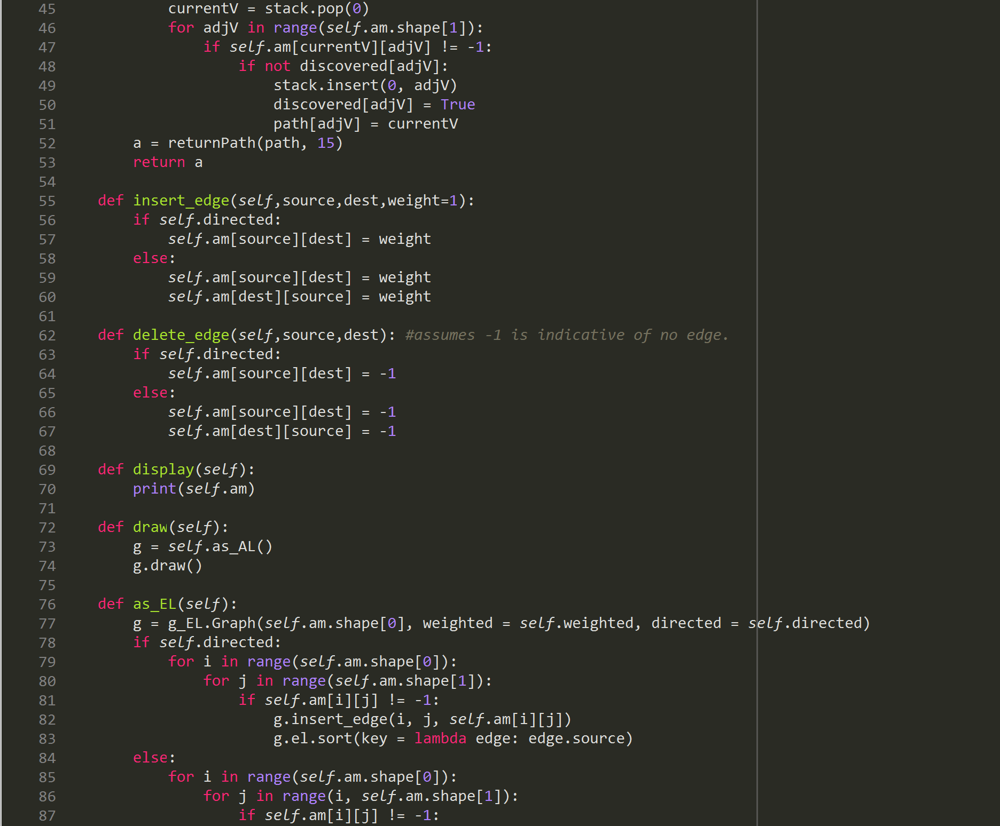 45 currentV = stack.pop(0)
46 for adjV in range(self.am.shape[1]):
47 if self.am[currentV][adjV] != -1:
48 if not discovered[adjV]:
49 stack.insert(0, adjV)
50 discovered[adjV] = True
51 path[adjV] = currentV
52 a = returnPath(path, 15)
53 return a
54
55 def insert_edge(self,source,dest,weight=1):
56 if self.directed:
57 self.am[source][dest] = weight
58 else:
59 self.am[source][dest] = weight
60 self.am[dest][source] = weight
61
62 def delete_edge(self,source,dest): #assumes -1 is indicative of no edge.
63 if self.directed:
64 self.am[source][dest] = -1
65 else:
66 self.am[source][dest] = -1
67 self.am[dest][source] = -1
68
69 def display(self):
70 print(self.am)
71
72 def draw(self):
73 g = self.as_AL()
74 g.draw()
75
76 def as_EL(self):
77 g = g_EL.Graph(self.am.shape[0], weighted = self.weighted, directed = self.directed)
78 if self.directed:
79 for i in range(self.am.shape[0]):
80 for j in range(self.am.shape[1]):
81 if self.am[i][j] != -1:
82 g.insert_edge(i, j, self.am[i][j])
83 g.el.sort(key = lambda edge: edge.source)
84 else:
85 for i in range(self.am.shape[0]):
86 for j in range(i, self.am.shape[1]):
87 if self.am[i][j] != -1: